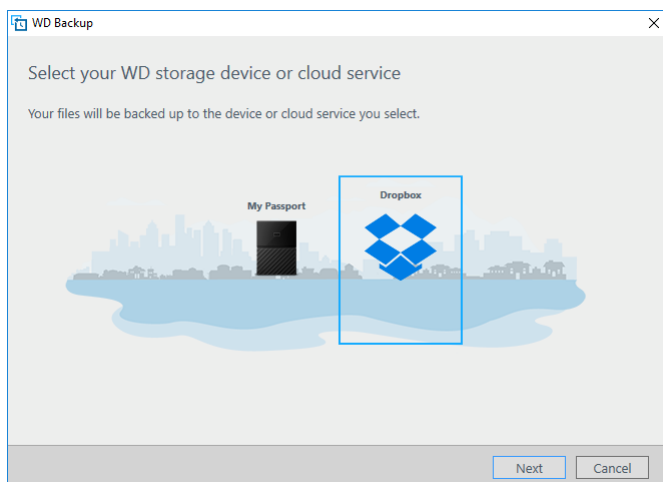 WD Backup
Select your WD storage device or cloud service
Your files will be backed up to the device or cloud service you select.
My Passport
Dropbox
Next
Cancel